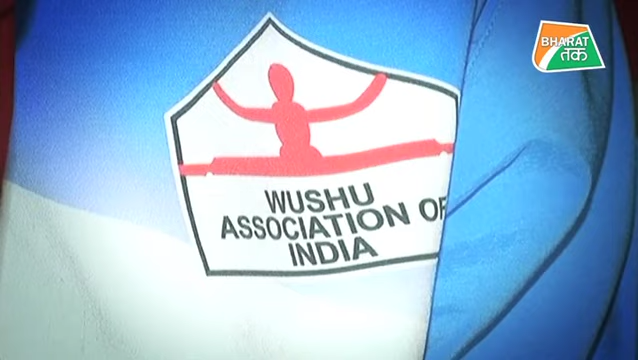 BHARAT
तक
WUSHU
ASSOCIATION OF
INDIA